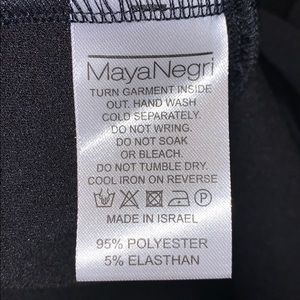 MayaNegri
TURN GARMENT INSIDE
OUT. HAND WASH
COLD SEPARATELY.
DO NOT WRING.
DO NOT SOAK
OR BLEACH.
DO NOT TUMBLE DRY.
COOL IRON ON REVERSE
P
MADE IN ISRAEL
95% POLYESTER
5% ELASTHAN